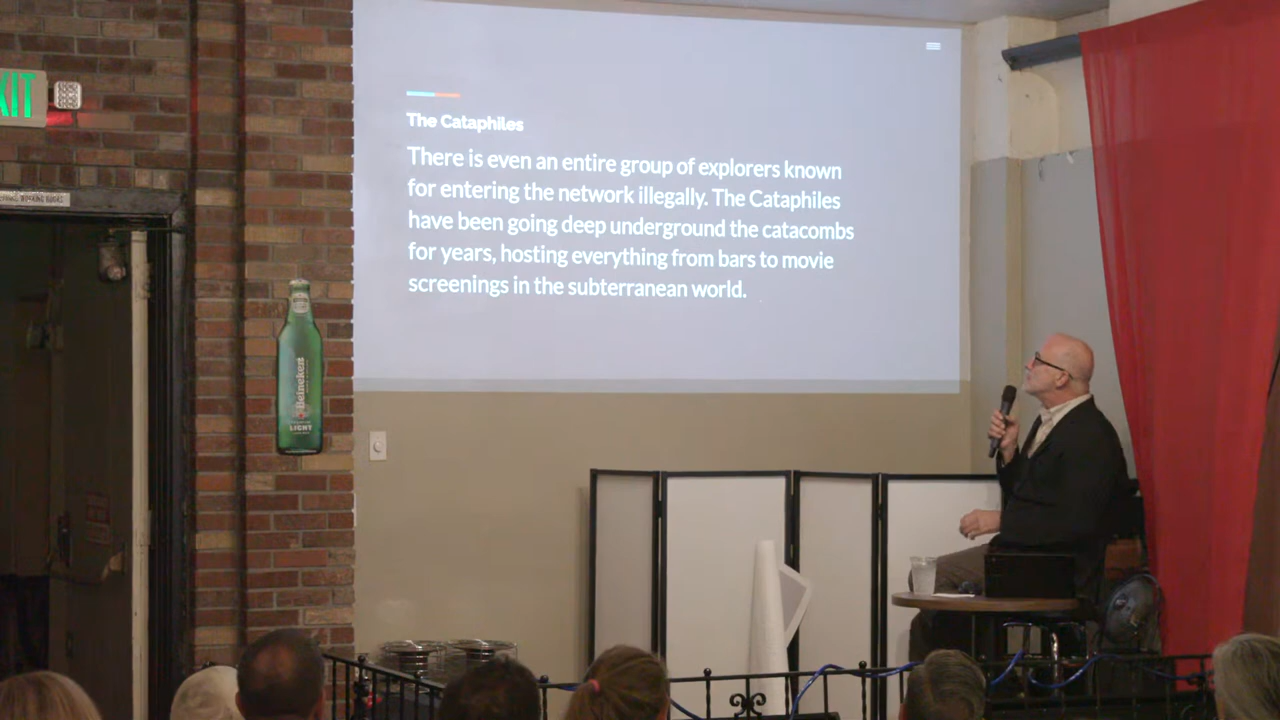 XIT
The Cataphiles
There is even an entire group of explorers known
for entering the network illegally. The Cataphiles
have been going deep underground the catacombs
for years, hosting everything from bars to movie
screenings in the subterranean world.
Heineken
LIGHT